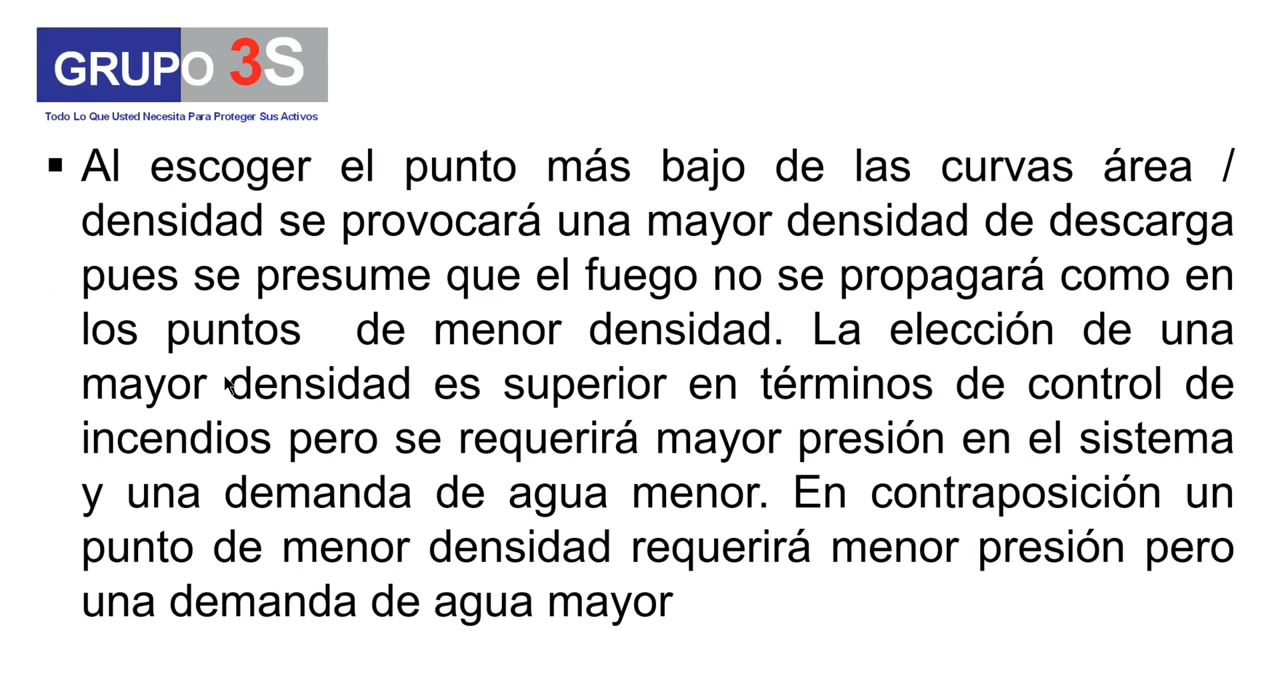 GRUPO 3S
Todo Lo Que Usted Necesita Para Proteger Sus Activos
▪ Al escoger el punto más bajo de las curvas área /
densidad se provocará una mayor densidad de descarga
pues se presume que el fuego no se propagará como en
los puntos de menor densidad. La elección de una
mayor densidad es superior en términos de control de
incendios pero se requerirá mayor presión en el sistema
y una demanda de agua menor. En contraposición un
punto de menor densidad requerirá menor presión pero
una demanda de agua mayor